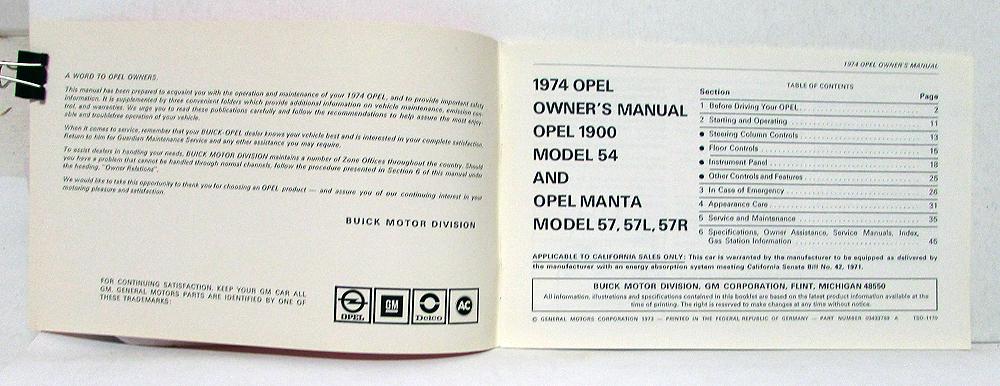 A WORD TO OPEL OWNERS.
This manual has been prepared to acquaint you with the operation and maintenance of your 1974 OPEL, and to provide important safety
information. It is supplemented by three convenient folders which provide additional information on vehicle maintenance, emission con-
trol, and warranties. We urge you to read these publications carefully and follow the recommendations to help assure the most enjoy-
able and troublefree operation of your vehicle.
When it comes to service, remember that your BUICK-OPEL dealer knows your vehicle best and is interested in your complete satisfaction.
Return to him for Guardian Maintenance Service and any other assistance you may require.
To assist dealers in handling your needs, BUICK MOTOR DIVISION maintains a number of Zone Offices throughout the country. Should
you have a problem that cannot be handled through normal channels, follow the procedure presented in Section 6 of this manual under
the heading, "Owner Relations".
We would like to take this opportunity to thank you for choosing an OPEL product — and assure you of our continuing interest in your
motoring pleasure and satisfaction.
BUICK MOTOR DIVISION
FOR CONTINUING SATISFACTION, KEEP YOUR GM CAR ALL
GM. GENERAL MOTORS PARTS ARE IDENTIFIED BY ONE OF
THESE TRADEMARKS:
OPEL GM Delco AC
1974 OPEL OWNER'S MANUAL
1974 OPEL
OWNER'S MANUAL
OPEL 1900
MODEL 54
AND
OPEL MANTA
MODEL 57, 57L, 57R
TABLE OF CONTENTS
Section Page
1 Before Driving Your OPEL 2
2 Starting and Operating 11
● Steering Column Controls 13
● Floor Controls 15
● Instrument Panel 18
● Other Controls and Features 25
3 In Case of Emergency 26
4 Appearance Care 31
5 Service and Maintenance 35
6 Specifications, Owner Assistance, Service Manuals, Index,
Gas Station Information 45
APPLICABLE TO CALIFORNIA SALES ONLY: This car is warranted by the manufacturer to be equipped as delivered by
the manufacturer with an energy absorption system meeting California Senate Bill No. 42, 1971.
BUICK MOTOR DIVISION, GM CORPORATION, FLINT, MICHIGAN 48550
All information, illustrations and specifications contained in this booklet are based on the latest product information available at the
time of printing. The right is reserved to make changes at any time without notice.
© GENERAL MOTORS CORPORATION 1973 — PRINTED IN THE FEDERAL REPUBLIC OF GERMANY — PART NUMBER A